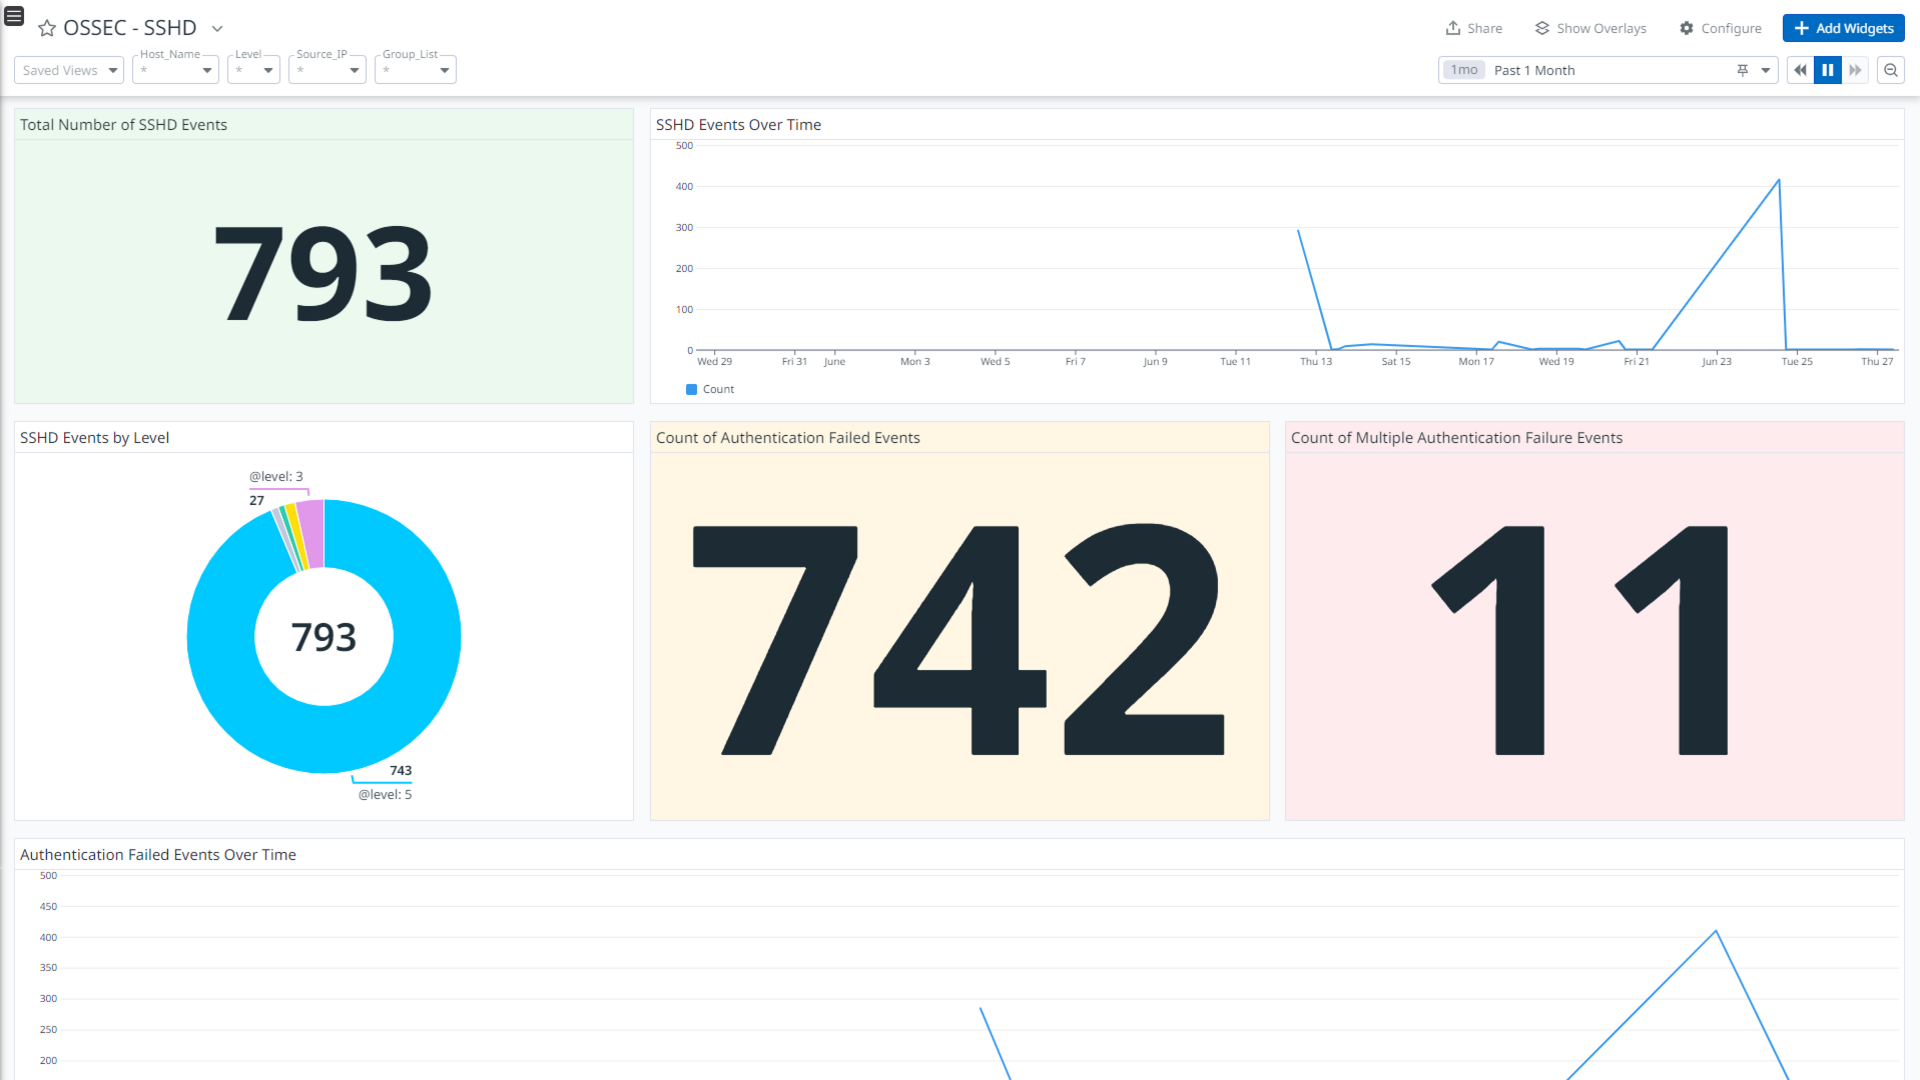 OSSEC - SSHD
Share
Show Overlays
Configure
Add Widgets
Saved Views
Host_Name
*
Level
*
Source_IP
*
Group_List
*
1mo
Past 1 Month
Total Number of SSHD Events
793
SSHD Events Over Time
500
400
300
200
100
0
Wed 29 Fri 31 June Mon 3 Wed 5 Fri 7 Jun 9 Tue 11 Thu 13 Sat 15 Mon 17 Wed 19 Fri 21 Jun 23 Tue 25 Thu 27
Count
SSHD Events by Level
@level: 3
27
793
743
@level: 5
Count of Authentication Failed Events
742
Count of Multiple Authentication Failure Events
11
Authentication Failed Events Over Time
500
450
400
350
300
250
200